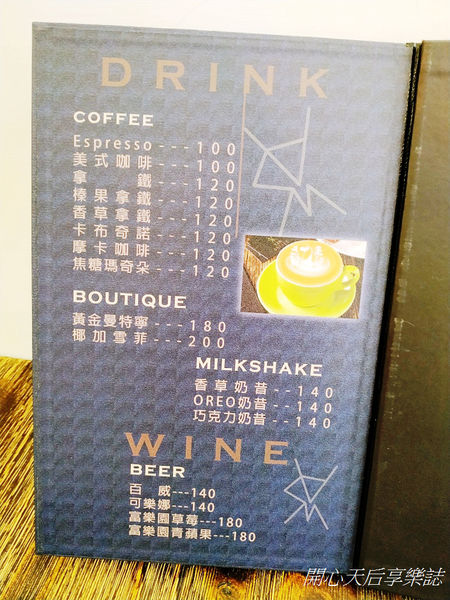 DRINK
COFFEE
Espresso---100
美式咖啡---100
拿鐵---120
榛果拿鐵---120
香草拿鐵---120
卡布奇諾---120
摩卡咖啡---120
焦糖瑪奇朵--120
BOUTIQUE
黃金曼特寧---180
耶加雪菲---200
MILKSHAKE
香草奶昔--140
OREO奶昔--140
巧克力奶昔--140
WINE
BEER
百威---140
可樂娜---140
富樂園草莓---180
富樂園青蘋果---180
開心天后享樂誌